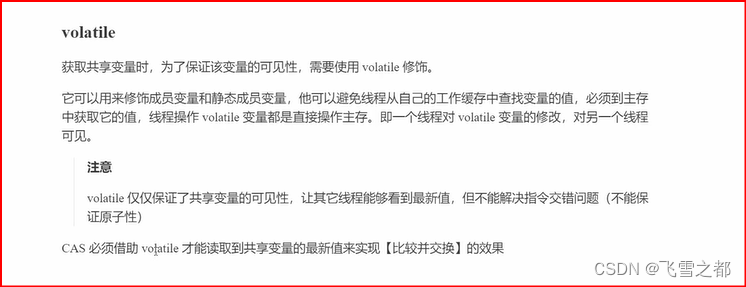 volatile
获取共享变量时，为了保证该变量的可见性，需要使用 volatile 修饰。
它可以用来修饰成员变量和静态成员变量，他可以避免线程从自己的工作缓存中查找变量的值，必须到主存
中获取它的值，线程操作 volatile 变量都是直接操作主存。即一个线程对 volatile 变量的修改，对另一个线程
可见。
注意
volatile 仅仅保证了共享变量的可见性，让其它线程能够看到最新值，但不能解决指令交错问题（不能保
证原子性）
CAS 必须借助 volatile 才能读取到共享变量的最新值来实现【比较并交换】的效果
CSDN @飞雪之都